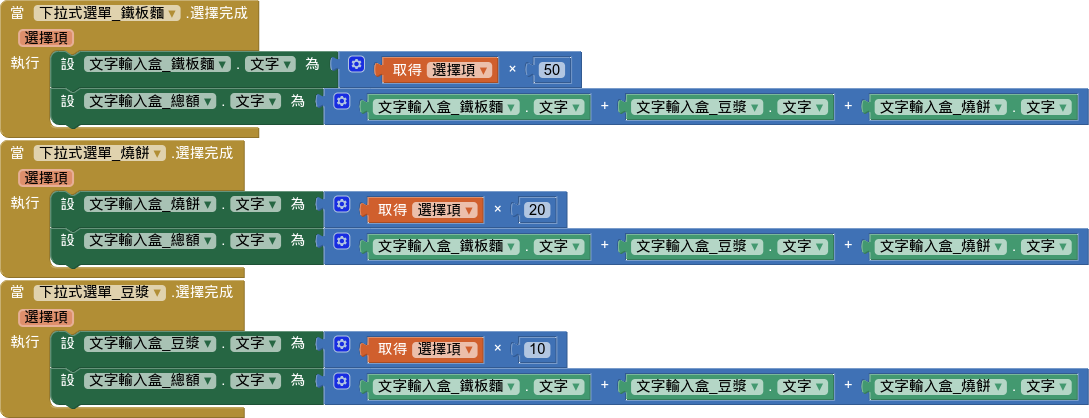 當 下拉式選單_鐵板麵 ▾ .選擇完成
選擇項
執行 設 文字輸入盒_鐵板麵 ▾ . 文字 ▾ 為 取得 選擇項 ▾ × 50
設 文字輸入盒_總額 ▾ . 文字 ▾ 為 文字輸入盒_鐵板麵 ▾ . 文字 ▾ + 文字輸入盒_豆漿 ▾ . 文字 ▾ + 文字輸入盒_燒餅 ▾ . 文字 ▾
當 下拉式選單_燒餅 ▾ .選擇完成
選擇項
執行 設 文字輸入盒_燒餅 ▾ . 文字 ▾ 為 取得 選擇項 ▾ × 20
設 文字輸入盒_總額 ▾ . 文字 ▾ 為 文字輸入盒_鐵板麵 ▾ . 文字 ▾ + 文字輸入盒_豆漿 ▾ . 文字 ▾ + 文字輸入盒_燒餅 ▾ . 文字 ▾
當 下拉式選單_豆漿 ▾ .選擇完成
選擇項
執行 設 文字輸入盒_豆漿 ▾ . 文字 ▾ 為 取得 選擇項 ▾ × 10
設 文字輸入盒_總額 ▾ . 文字 ▾ 為 文字輸入盒_鐵板麵 ▾ . 文字 ▾ + 文字輸入盒_豆漿 ▾ . 文字 ▾ + 文字輸入盒_燒餅 ▾ . 文字 ▾